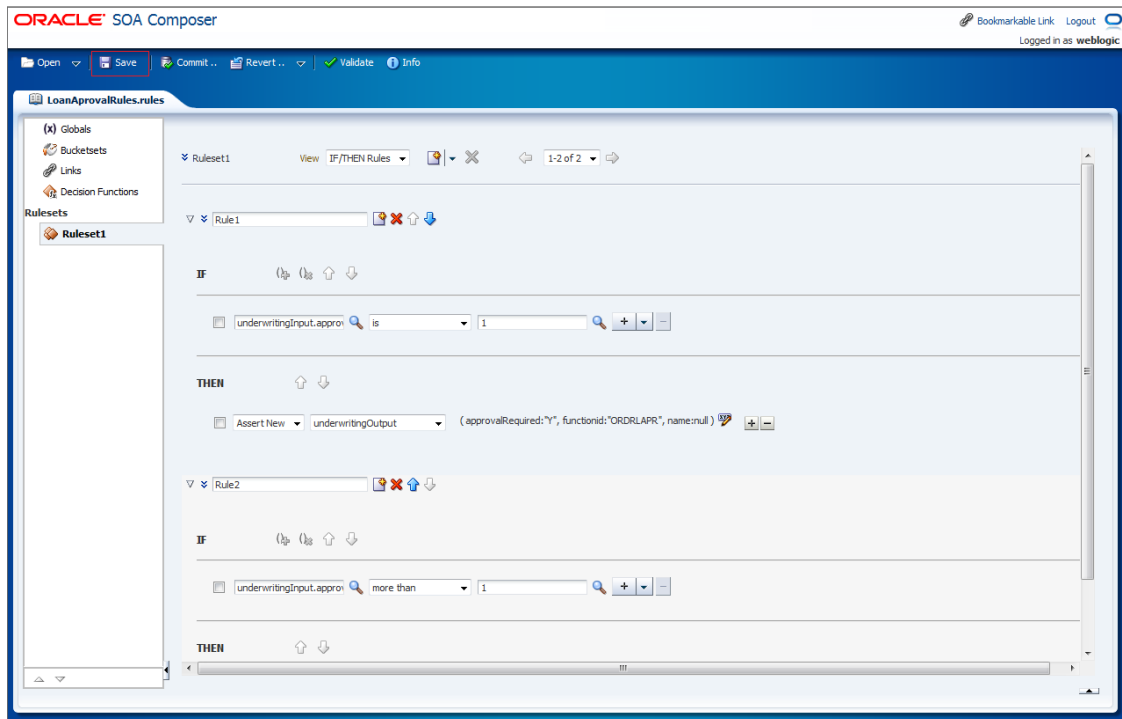 ORACLE SOA Composer
Bookmarkable Link Logout
Logged in as weblogic
Open Save Commit .. Revert .. Validate Info
LoanAprovalRules.rules
(x) Globals
Bucketsets
Links
Decision Functions
Rulesets
Ruleset1
Ruleset1 View IF/THEN Rules 1-2 of 2
Rule1
IF
underwritingInput.approv is 1
THEN
Assert New underwritingOutput ( approvalRequired:"Y", functionid:"ORDRLAPR", name:null )
Rule2
IF
underwritingInput.approv more than 1
THEN